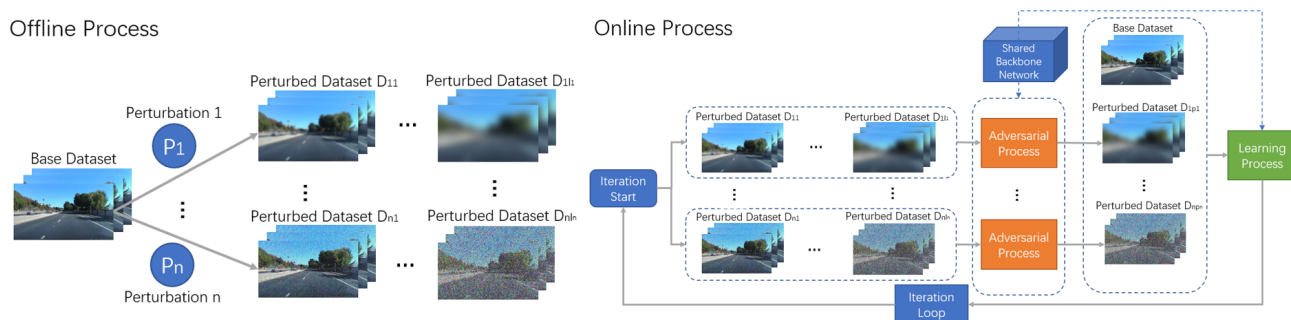 Offline Process
Perturbed Dataset D11
Perturbed Dataset D1l1
Perturbation 1
P1
...
Base Dataset
...
...
...
Perturbed Dataset Dn1
Perturbed Dataset Dnln
Pn
...
Perturbation n
Online Process
Shared
Backbone
Network
Base Dataset
Perturbed Dataset D11
Perturbed Dataset D1l1
Perturbed Dataset D1p1
...
Adversarial
Process
Learning
Process
Iteration
Start
...
...
...
...
Perturbed Dataset Dn1
Perturbed Dataset Dnln
Perturbed Dataset Dnpn
...
Adversarial
Process
Iteration
Loop